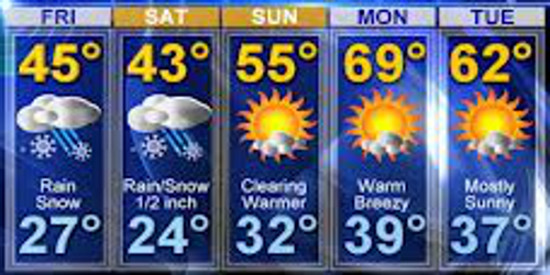 FRI SAT SUN MON TUE
45° 43° 55° 69° 62°
Rain Rain/Snow Clearing Warm Mostly
Snow 1/2 inch Warmer Breezy Sunny
27° 24° 32° 39° 37°